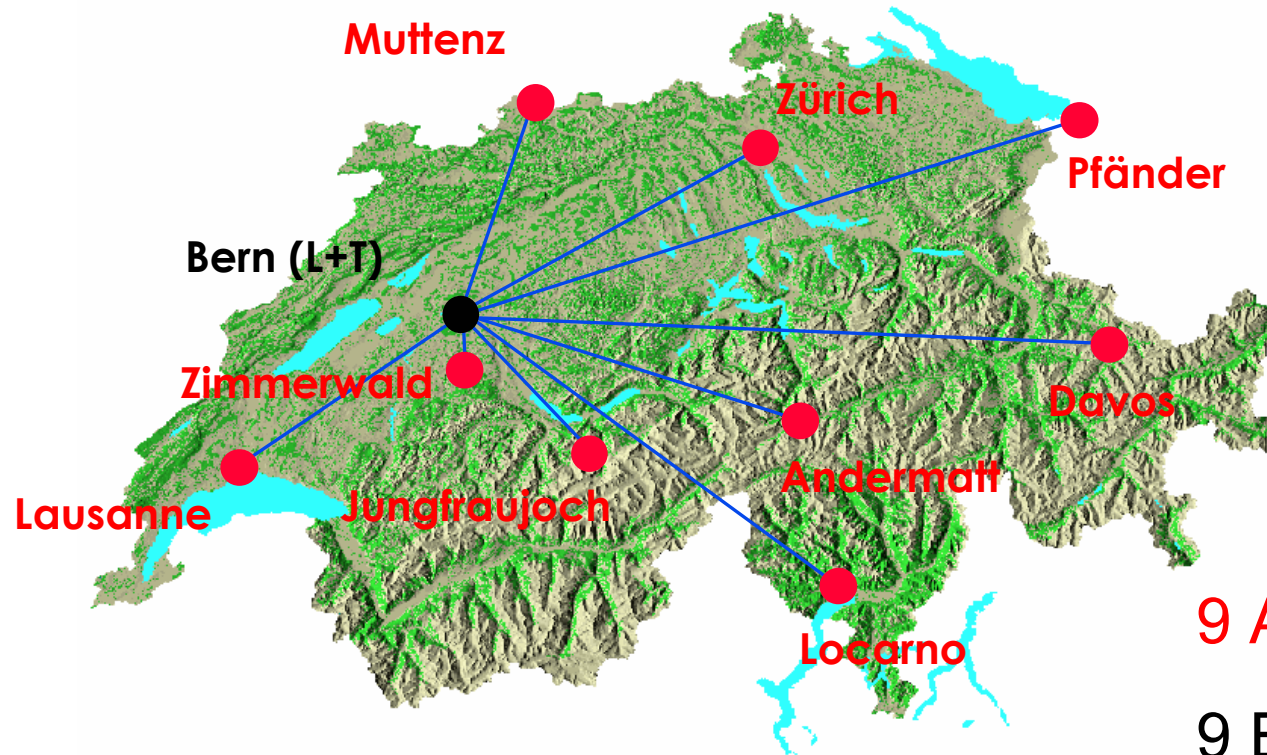 Muttenz
Zürich
Pfänder
Bern (L+T)
Zimmerwald
Davos
Andermatt
Lausanne
Jungfraujoch
Locarno
9 A
9